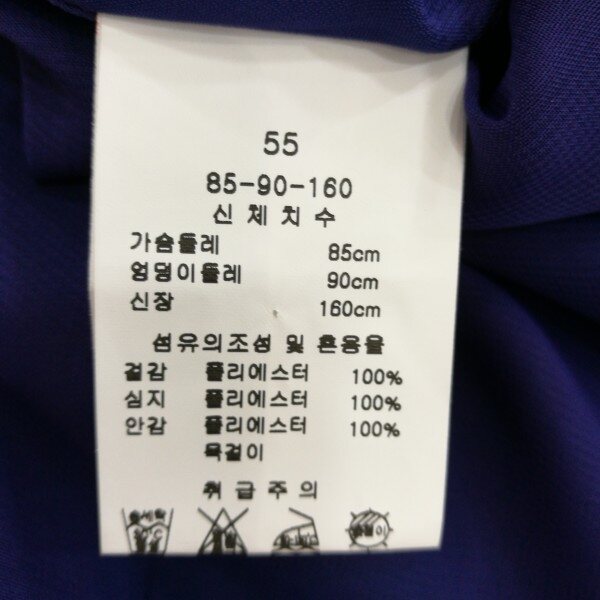 55
85-90-160
신체치수
가슴둘레 85cm
엉덩이둘레 90cm
신장 160cm
섬유의조성 및 혼용율
겉감 폴리에스터 100%
심지 폴리에스터 100%
안감 폴리에스터 100%
옥걸이
취급주의